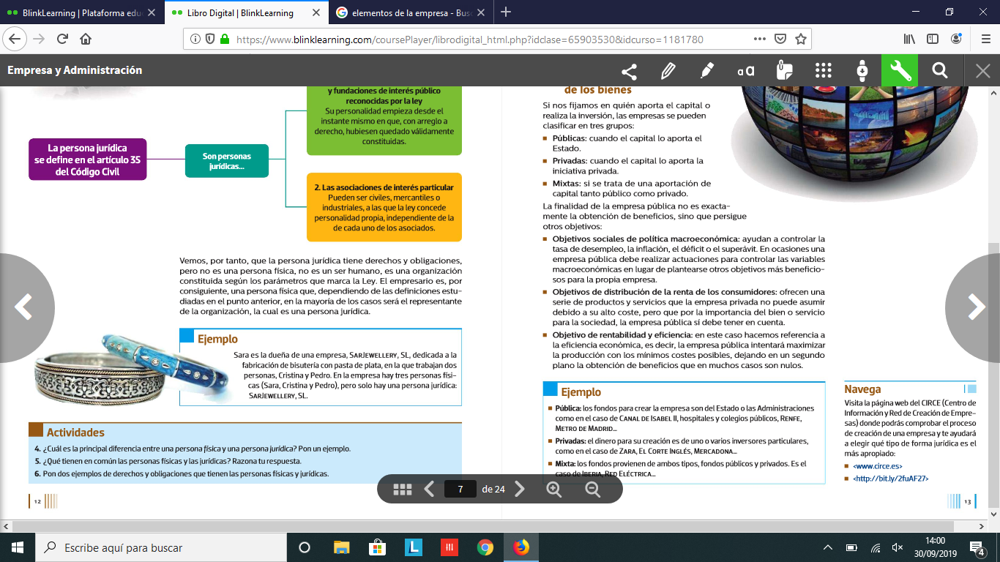 BlinkLearning | Plataforma edu
Libro Digital | BlinkLearning
elementos de la empresa - Bus
https://www.blinklearning.com/coursePlayer/librodigital_html.php?idclase=65903530&idcurso=1181780
Empresa y Administración
aa
y fundaciones de interés público
reconocidas por la ley
Su personalidad empieza desde el
instante mismo en que, con arreglo a
derecho, hubiesen quedado válidamente
constituidas.
La persona jurídica
se define en el artículo 35
del Código Civil
Son personas
jurídicas...
2. Las asociaciones de interés particular
Pueden ser civiles, mercantiles o
industriales, a las que la ley concede
personalidad propia, independiente de la
de cada uno de los asociados.
Vemos, por tanto, que la persona jurídica tiene derechos y obligaciones,
pero no es una persona física, no es un ser humano, es una organización
constituida según los parámetros que marca la Ley. El empresario es, por
consiguiente, una persona física que, dependiendo de las definiciones estu-
diadas en el punto anterior, en la mayoría de los casos será el representante
de la organización, la cual es una persona jurídica.
Ejemplo
Sara es la dueña de una empresa, SARJEWELLERY, SL, dedicada a la
fabricación de bisutería con pasta de plata, en la que trabajan dos
personas, Cristina y Pedro. En la empresa hay tres personas físi-
cas (Sara, Cristina y Pedro), pero solo hay una persona jurídica:
SARJEWELLERY, SL.
Actividades
4. ¿Cuál es la principal diferencia entre una persona física y una persona jurídica? Pon un ejemplo.
5. ¿Qué tienen en común las personas físicas y las jurídicas? Razona tu respuesta.
6. Pon dos ejemplos de derechos y obligaciones que tienen las personas físicas y jurídicas.
12
de los bienes
Si nos fijamos en quién aporta el capital o
realiza la inversión, las empresas se pueden
clasificar en tres grupos:
Públicas: cuando el capital lo aporta el
Estado.
Privadas: cuando el capital lo aporta la
iniciativa privada.
Mixtas: si se trata de una aportación de
capital tanto público como privado.
La finalidad de la empresa pública no es exacta-
mente la obtención de beneficios, sino que persigue
otros objetivos:
Objetivos sociales de política macroeconómica: ayudan a controlar la
tasa de desempleo, la inflación, el déficit o el superávit. En ocasiones una
empresa pública debe realizar actuaciones para controlar las variables
macroeconómicas en lugar de plantearse otros objetivos más beneficio-
sos para la propia empresa.
Objetivos de distribución de la renta de los consumidores: ofrecen una
serie de productos y servicios que la empresa privada no puede asumir
debido a su alto coste, pero que por la importancia del bien o servicio
para la sociedad, la empresa pública sí debe tener en cuenta.
Objetivo de rentabilidad y eficiencia: en este caso hacemos referencia a
la eficiencia económica, es decir, la empresa pública intentará maximizar
la producción con los mínimos costes posibles, dejando en un segundo
plano la obtención de beneficios que en muchos casos son nulos.
Ejemplo
Pública: los fondos para crear la empresa son del Estado o las Administraciones
como en el caso de CANAL DE ISABEL II, hospitales y colegios públicos, RENFE,
METRO DE MADRID...
Privadas: el dinero para su creación es de uno o varios inversores particulares,
como en el caso de ZARA, EL CORTE INGLÉS, MERCADONA...
Mixta: los fondos provienen de ambos tipos, fondos públicos y privados. Es el
caso de IBERIA, RED ELÉCTRICA...
Navega
Visita la página web del CIRCE (Centro de
Información y Red de Creación de Empre-
sas) donde podrás comprobar el proceso
de creación de una empresa y te ayudará
a elegir qué tipo de forma jurídica es el
más apropiado:
<www.circe.es>
<http://bit.ly/2fuAF27>
13
7 de 24
Escribe aquí para buscar
L
14:00
30/09/2019
4